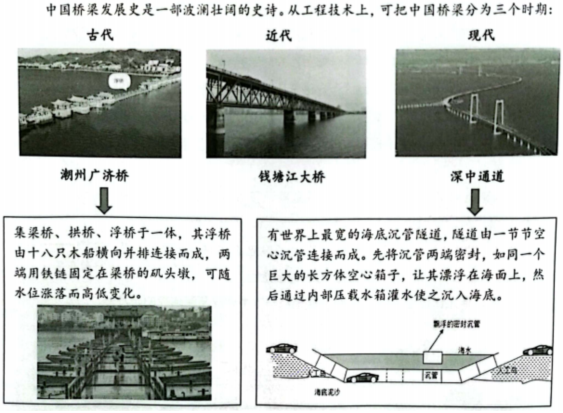 中国桥梁发展史是一部波澜壮阔的史诗。从工程技术上，可把中国桥梁分为三个时期：
古代
近代
现代
浮桥
潮州广济桥
钱塘江大桥
深中通道
集梁桥、拱桥、浮桥于一体，其浮桥
由十八只木船横向并排连接而成，两
端用铁链固定在梁桥的矶头墩，可随
水位涨落而高低变化。
有世界上最宽的海底沉管隧道，隧道由一节节空
心沉管连接而成。先将沉管两端密封，如同一个
巨大的长方体空心箱子，让其漂浮在海面上，然
后通过内部压载水箱灌水使之沉入海底。
飘浮的密封沉管
海水
人工岛
沉管
人工岛
海底泥沙